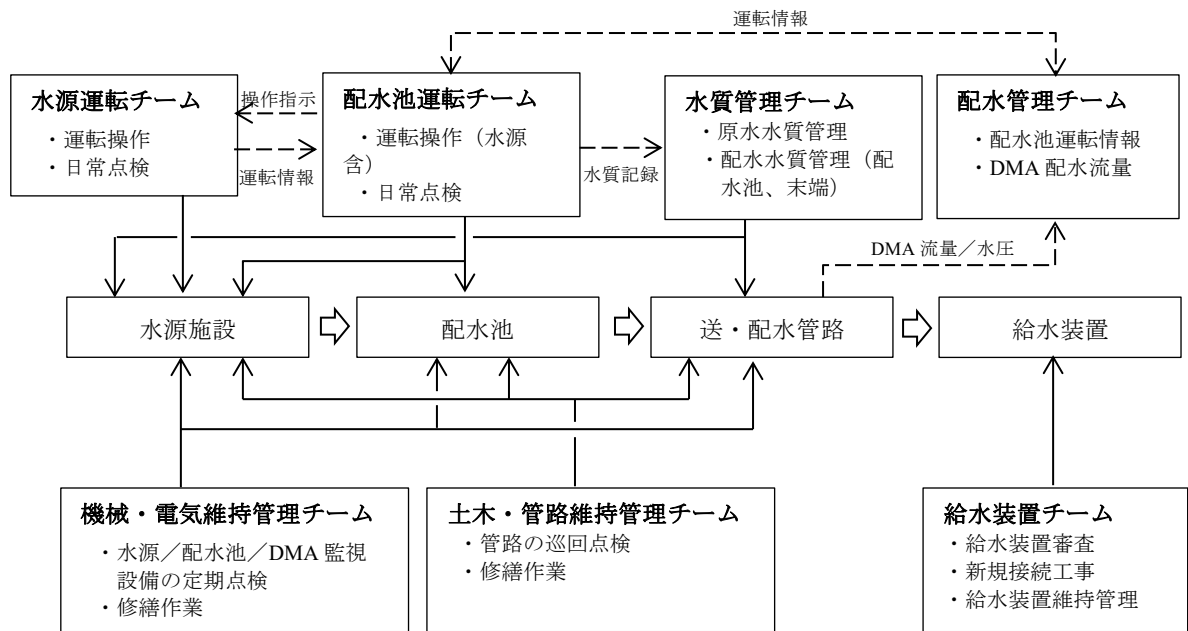 運転情報
水源運転チーム
・運転操作
・日常点検
操作指示
運転情報
配水池運転チーム
・運転操作（水源
含）
・日常点検
水質記録
水質管理チーム
・原水水質管理
・配水水質管理（配
水池、末端）
配水管理チーム
・配水池運転情報
・DMA 配水流量
DMA 流量／水圧
水源施設
配水池
送・配水管路
給水装置
機械・電気維持管理チーム
・水源／配水池／DMA 監視
設備の定期点検
・修繕作業
土木・管路維持管理チーム
・管路の巡回点検
・修繕作業
給水装置チーム
・給水装置審査
・新規接続工事
・給水装置維持管理